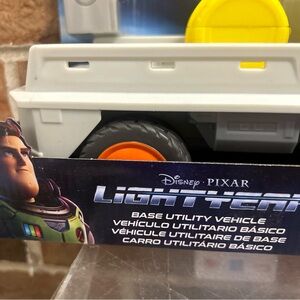 Disney · PIXAR
LIGHTYEAR
BASE UTILITY VEHICLE
VEHÍCULO UTILITARIO BÁSICO
VÉHICULE UTILITAIRE DE BASE
CARRO UTILITÁRIO BÁSICO